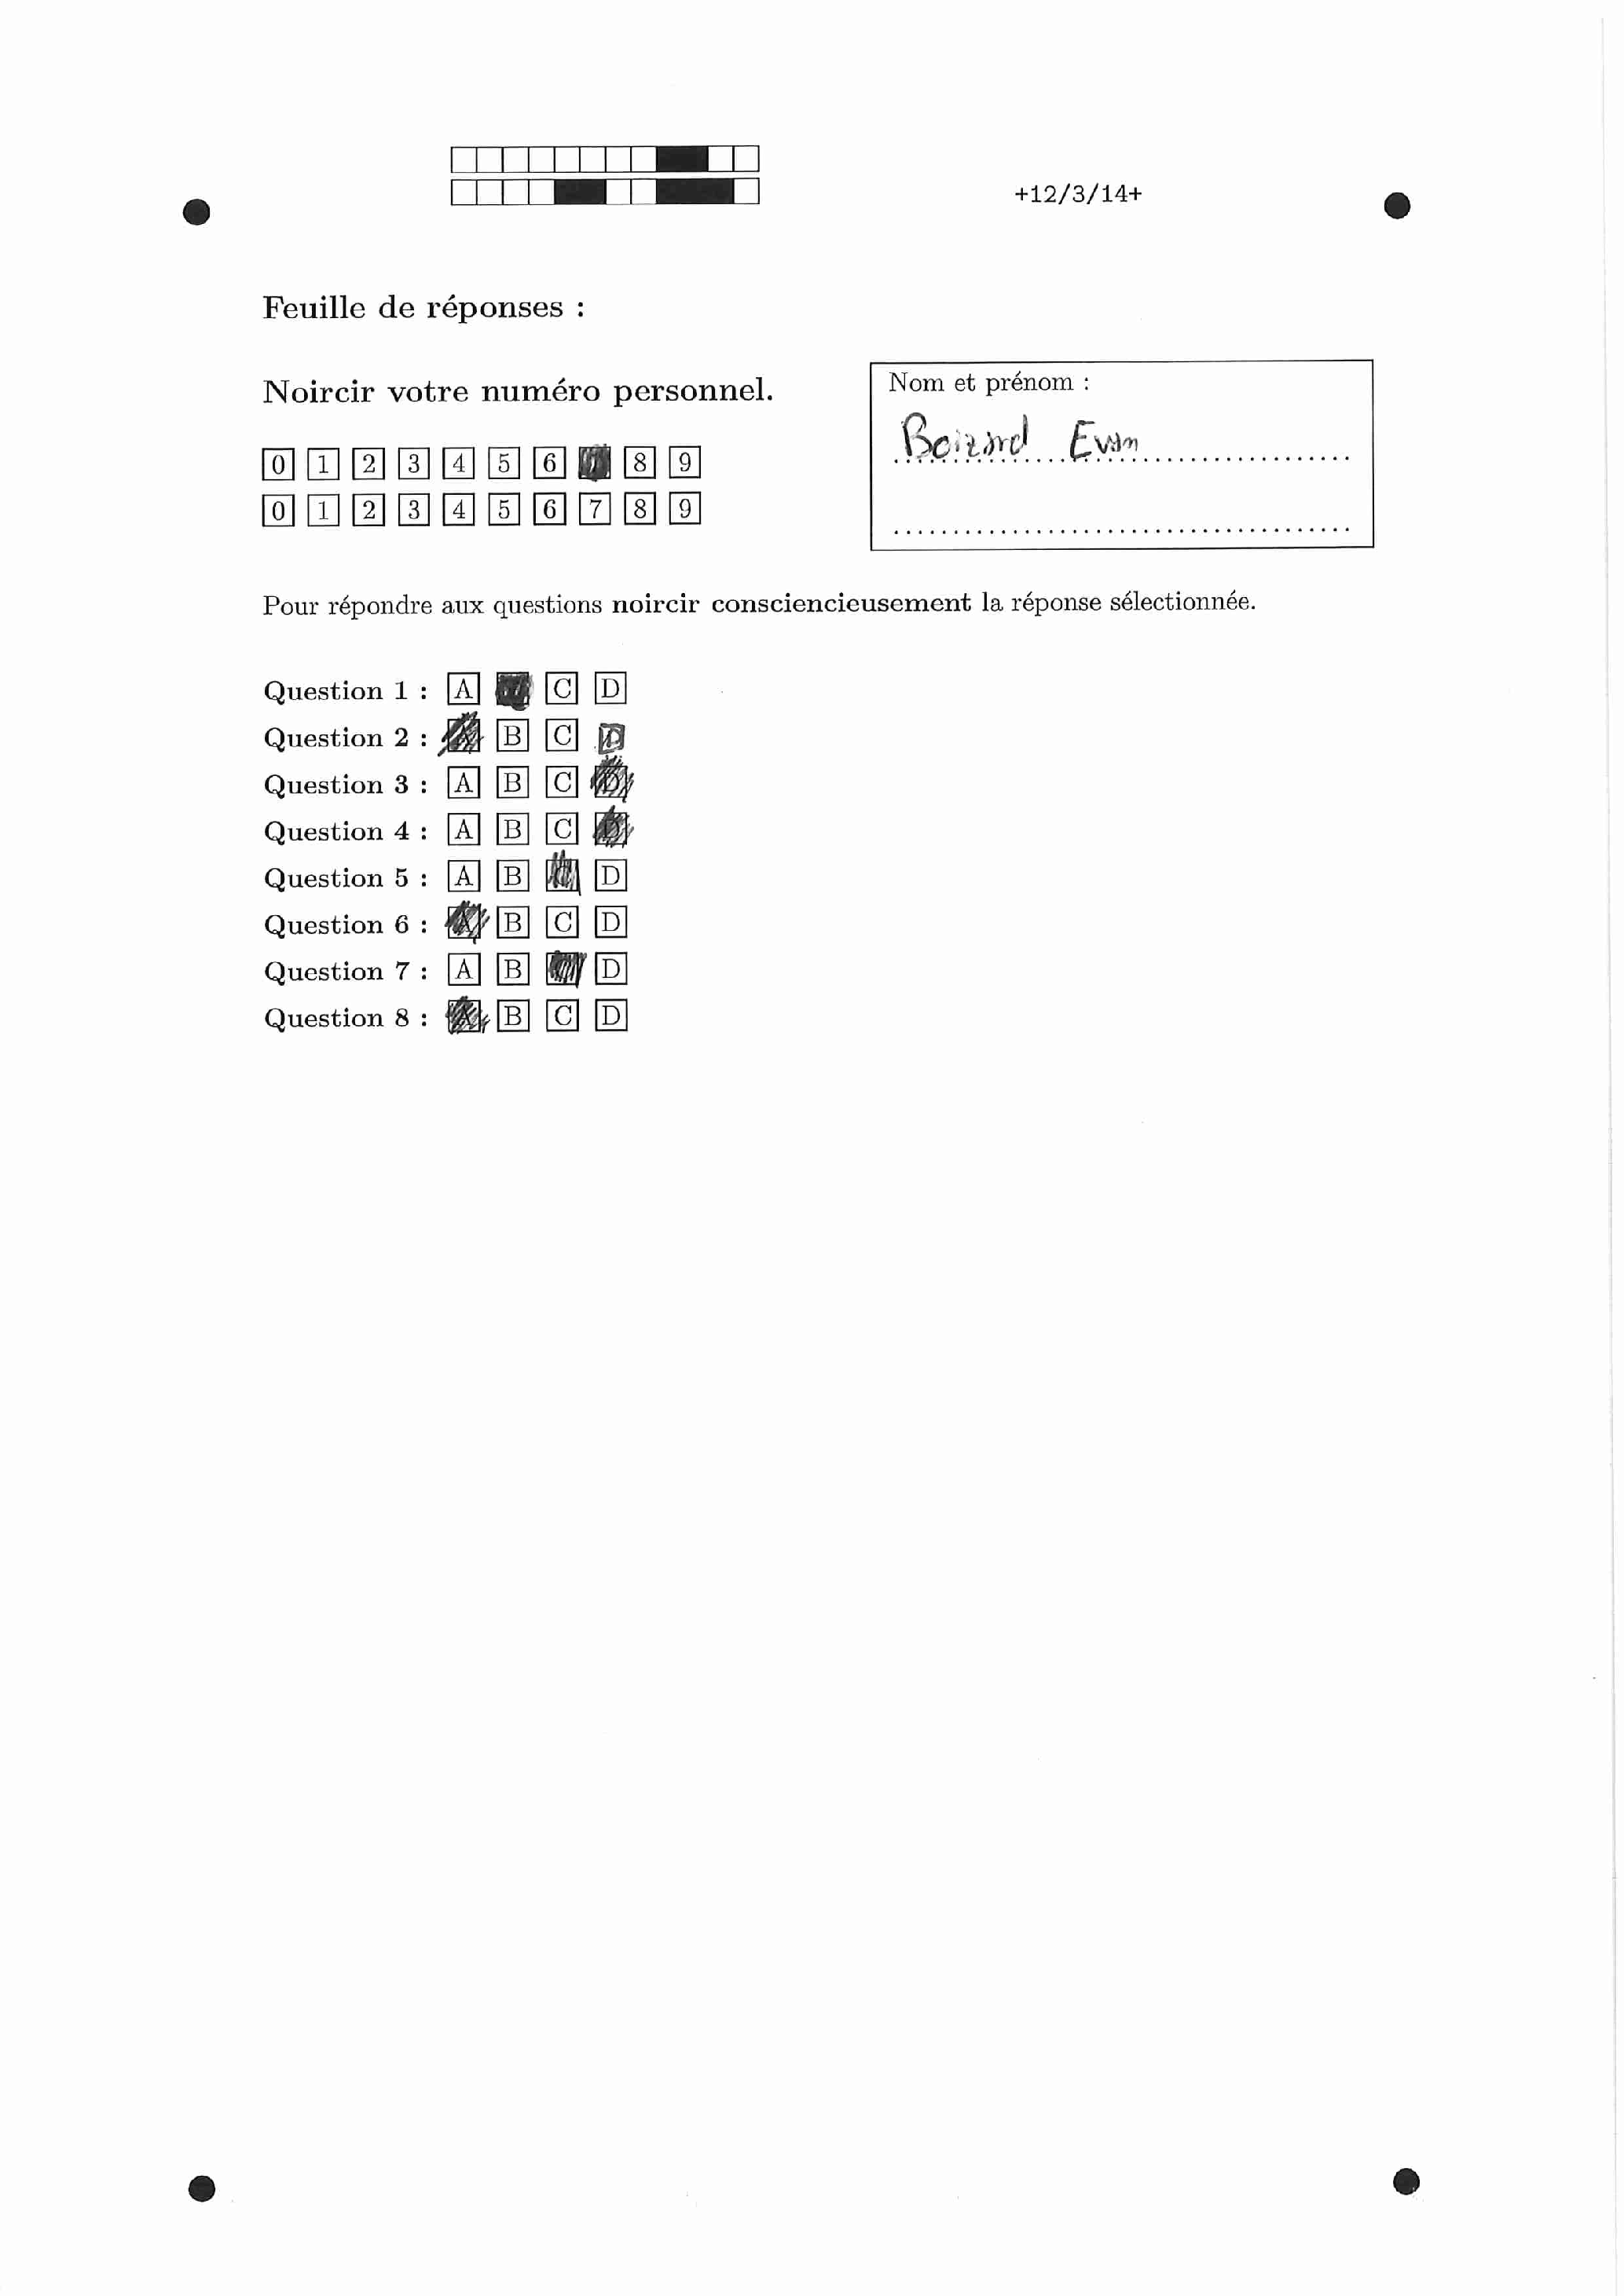 +12/3/14+
Feuille de réponses :
Noircir votre numéro personnel.
Nom et prénom :
Boizard Evan
0 1 2 3 4 5 6 7 8 9
0 1 2 3 4 5 6 7 8 9
Pour répondre aux questions noircir consciencieusement la réponse sélectionnée.
Question 1 : A C D
Question 2 : A B C D
Question 3 : A B C D
Question 4 : A B C D
Question 5 : A B C D
Question 6 : A B C D
Question 7 : A B D
Question 8 : A B C D